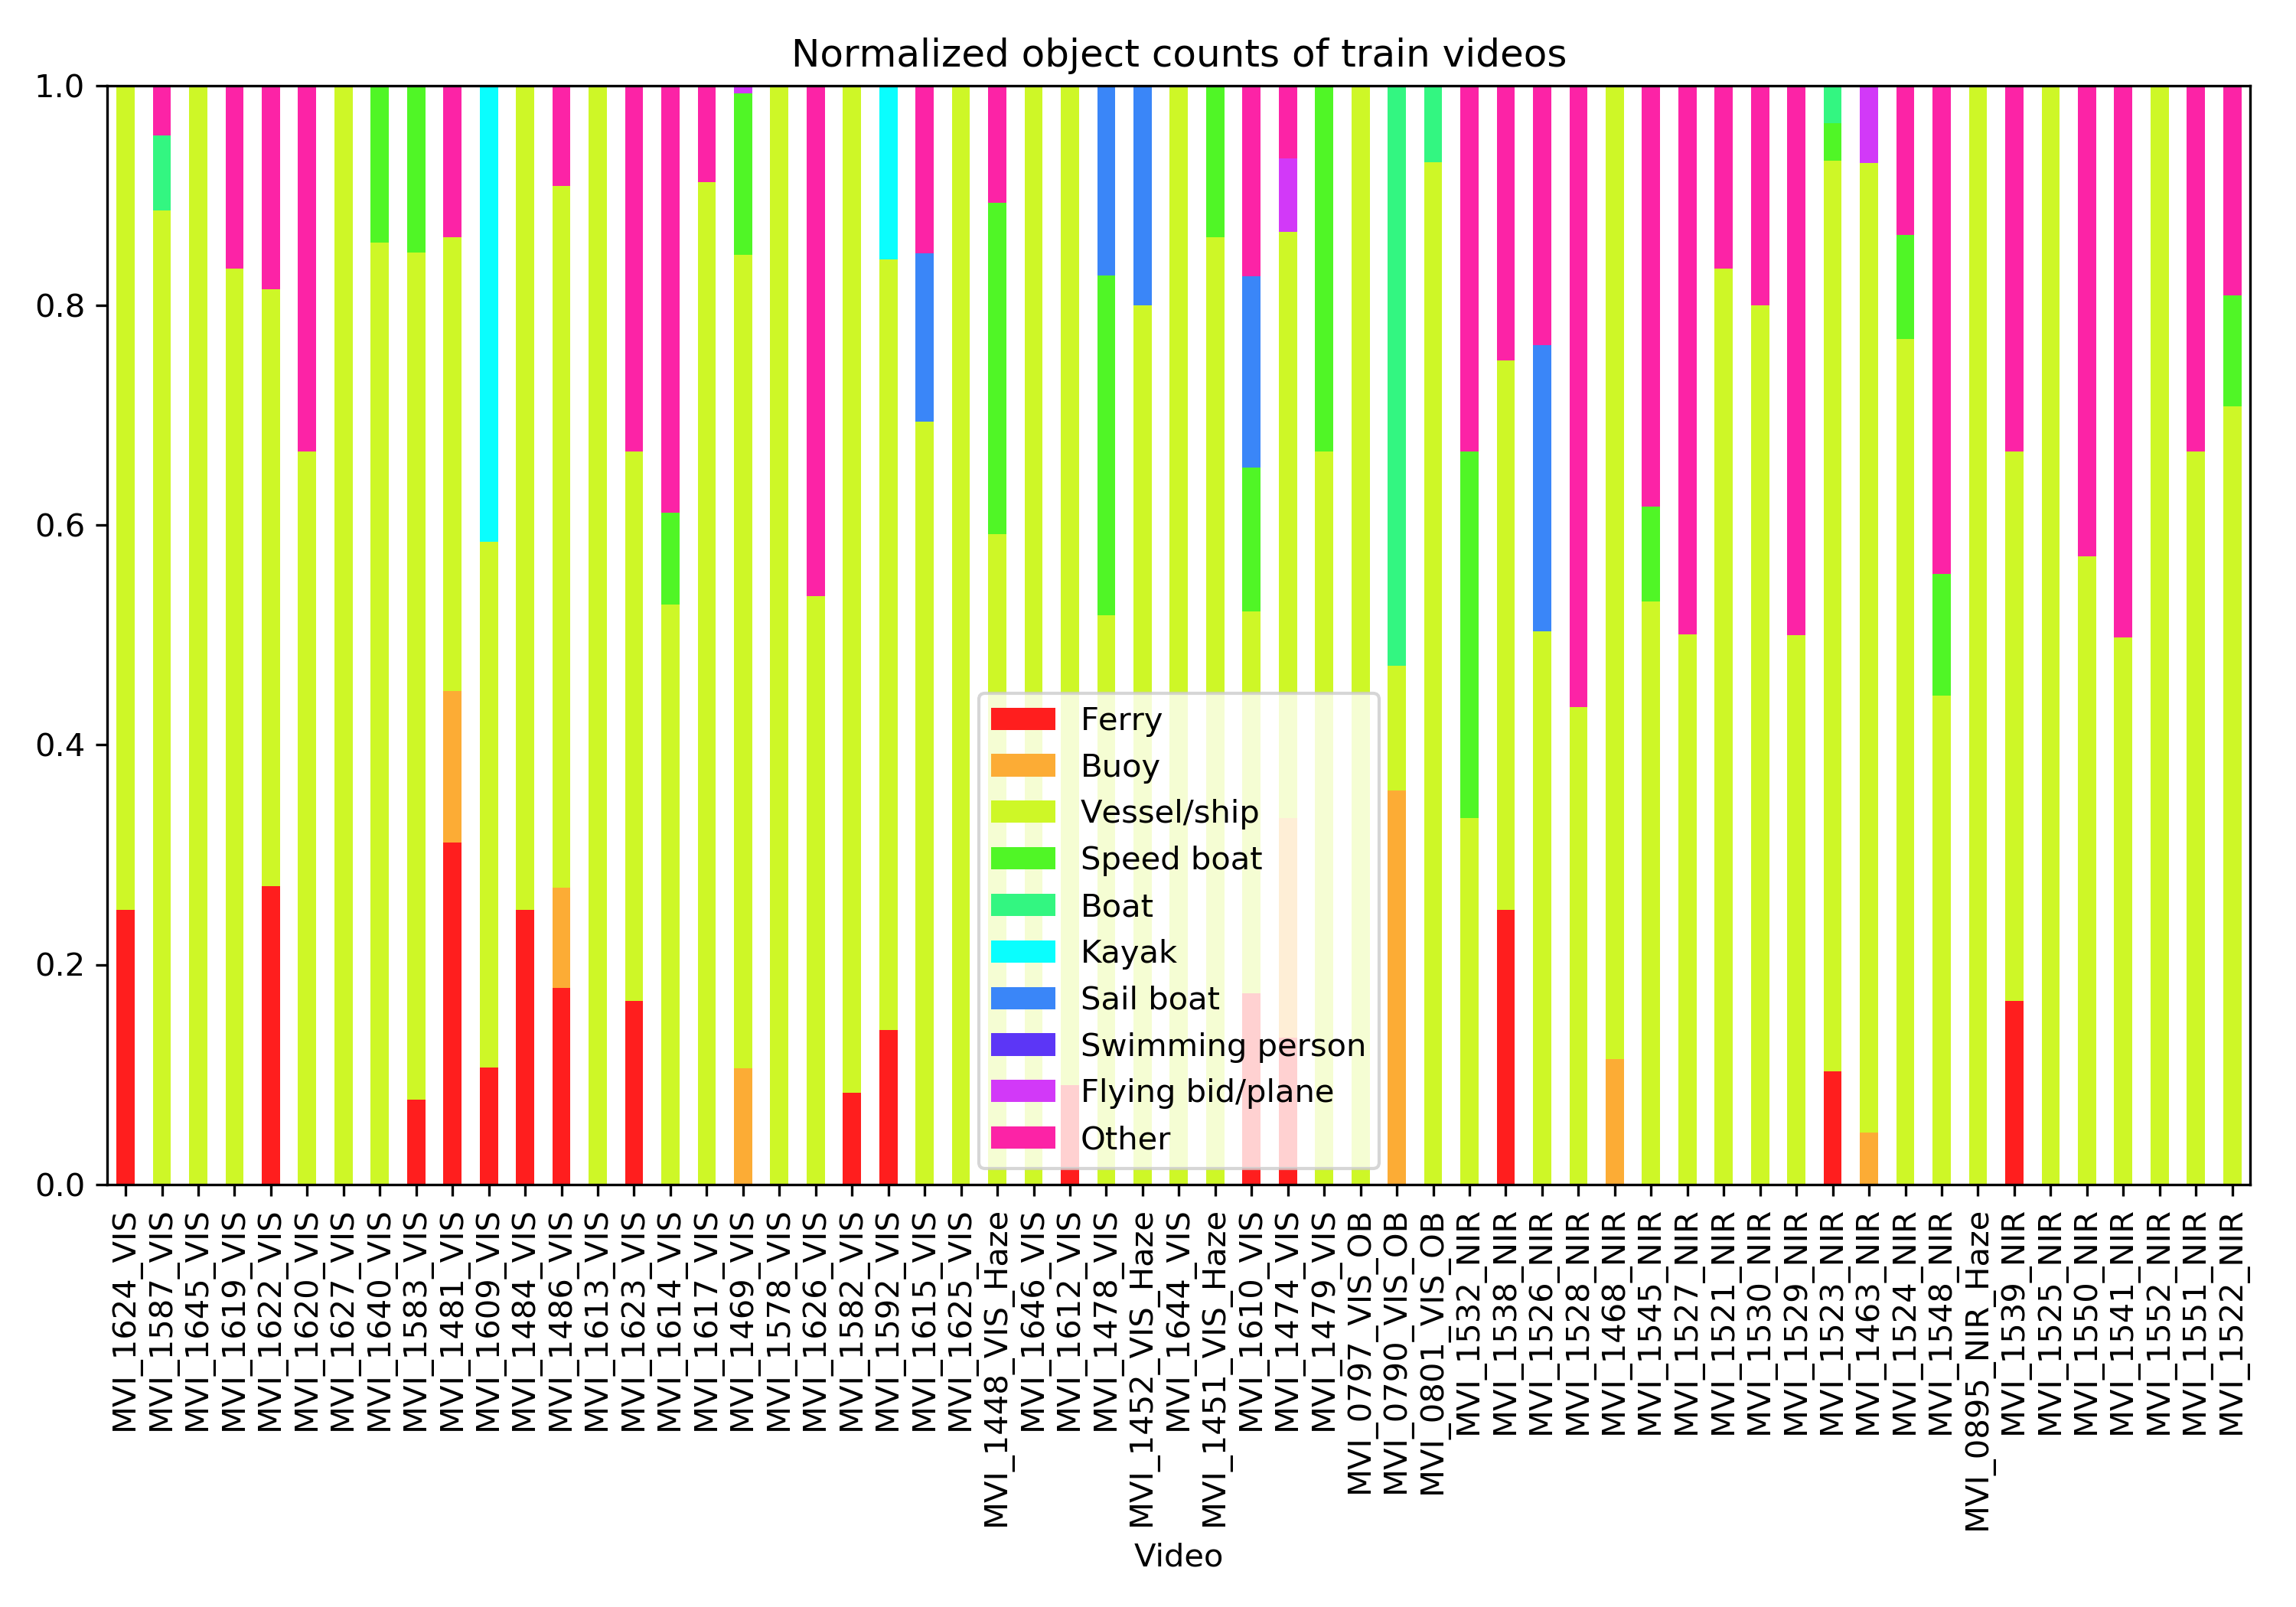 Normalized object counts of train videos
1.0
0.8
0.6
0.4
0.2
0.0
Ferry
Buoy
Vessel/ship
Speed boat
Boat
Kayak
Sail boat
Swimming person
Flying bid/plane
Other
MVI_1624_VIS
MVI_1587_VIS
MVI_1645_VIS
MVI_1619_VIS
MVI_1622_VIS
MVI_1620_VIS
MVI_1627_VIS
MVI_1640_VIS
MVI_1583_VIS
MVI_1481_VIS
MVI_1609_VIS
MVI_1484_VIS
MVI_1486_VIS
MVI_1613_VIS
MVI_1623_VIS
MVI_1614_VIS
MVI_1617_VIS
MVI_1469_VIS
MVI_1578_VIS
MVI_1626_VIS
MVI_1582_VIS
MVI_1592_VIS
MVI_1615_VIS
MVI_1625_VIS
MVI_1448_VIS_Haze
MVI_1646_VIS
MVI_1612_VIS
MVI_1478_VIS
MVI_1452_VIS_Haze
MVI_1644_VIS
MVI_1451_VIS_Haze
MVI_1610_VIS
MVI_1474_VIS
MVI_1479_VIS
MVI_0797_VIS_OB
MVI_0790_VIS_OB
MVI_0801_VIS_OB
MVI_1532_NIR
MVI_1538_NIR
MVI_1526_NIR
MVI_1528_NIR
MVI_1468_NIR
MVI_1545_NIR
MVI_1527_NIR
MVI_1521_NIR
MVI_1530_NIR
MVI_1529_NIR
MVI_1523_NIR
MVI_1463_NIR
MVI_1524_NIR
MVI_1548_NIR
MVI_0895_NIR_Haze
MVI_1539_NIR
MVI_1525_NIR
MVI_1550_NIR
MVI_1541_NIR
MVI_1552_NIR
MVI_1551_NIR
MVI_1522_NIR
Video